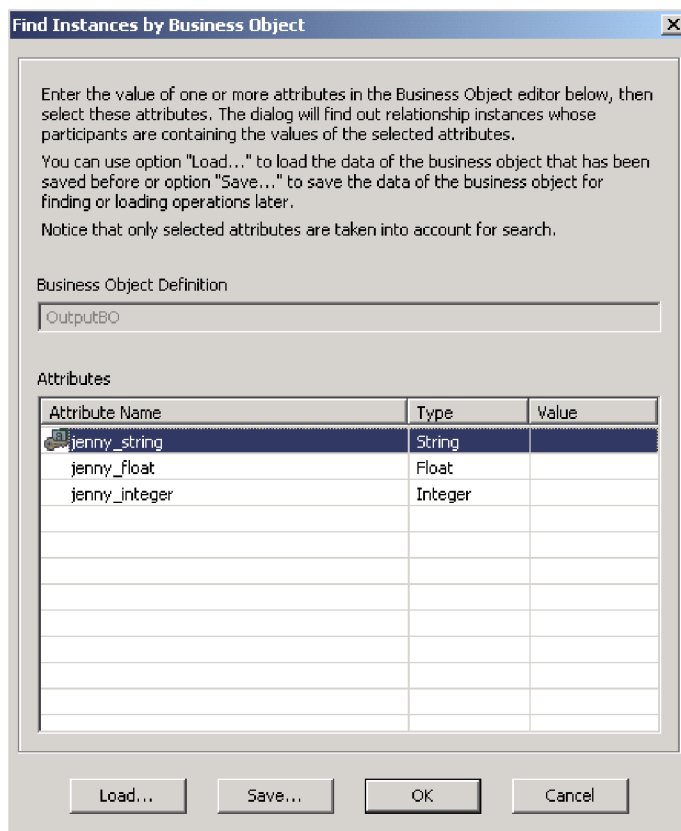 Find Instances by Business Object
Enter the value of one or more attributes in the Business Object editor below, then
select these attributes. The dialog will find out relationship instances whose
participants are containing the values of the selected attributes.
You can use option "Load..." to load the data of the business object that has been
saved before or option "Save..." to save the data of the business object for
finding or loading operations later.
Notice that only selected attributes are taken into account for search.
Business Object Definition
OutputBO
Attributes
Attribute Name Type Value
jenny_string String
jenny_float Float
jenny_integer Integer
Load... Save... OK Cancel